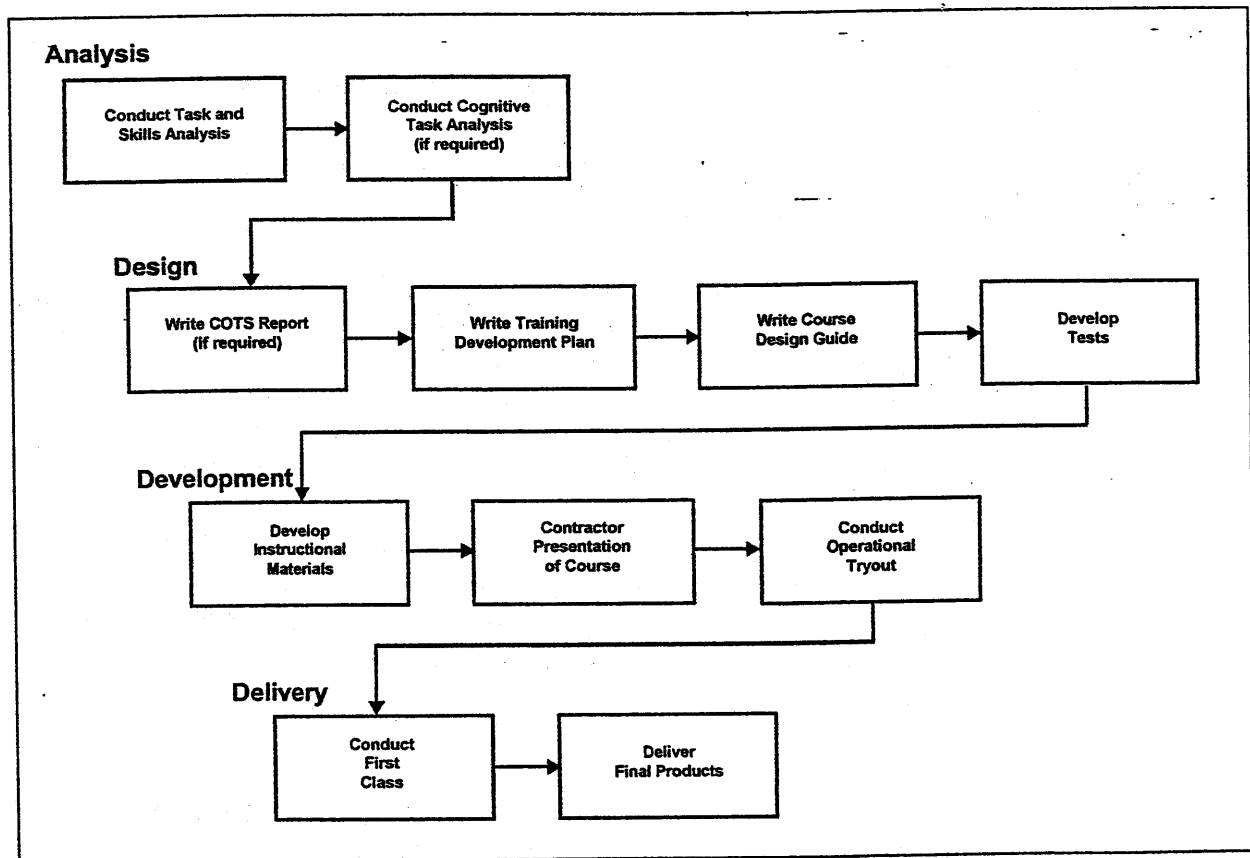 Analysis
Conduct Task and
Skills Analysis
Conduct Cognitive
Task Analysis
(if required)
Design
Write COTS Report
(if required)
Write Training
Development Plan
Write Course
Design Guide
Develop
Tests
Development
Develop
Instructional
Materials
Contractor
Presentation
of Course
Conduct
Operational
Tryout
Delivery
Conduct
First
Class
Deliver
Final Products